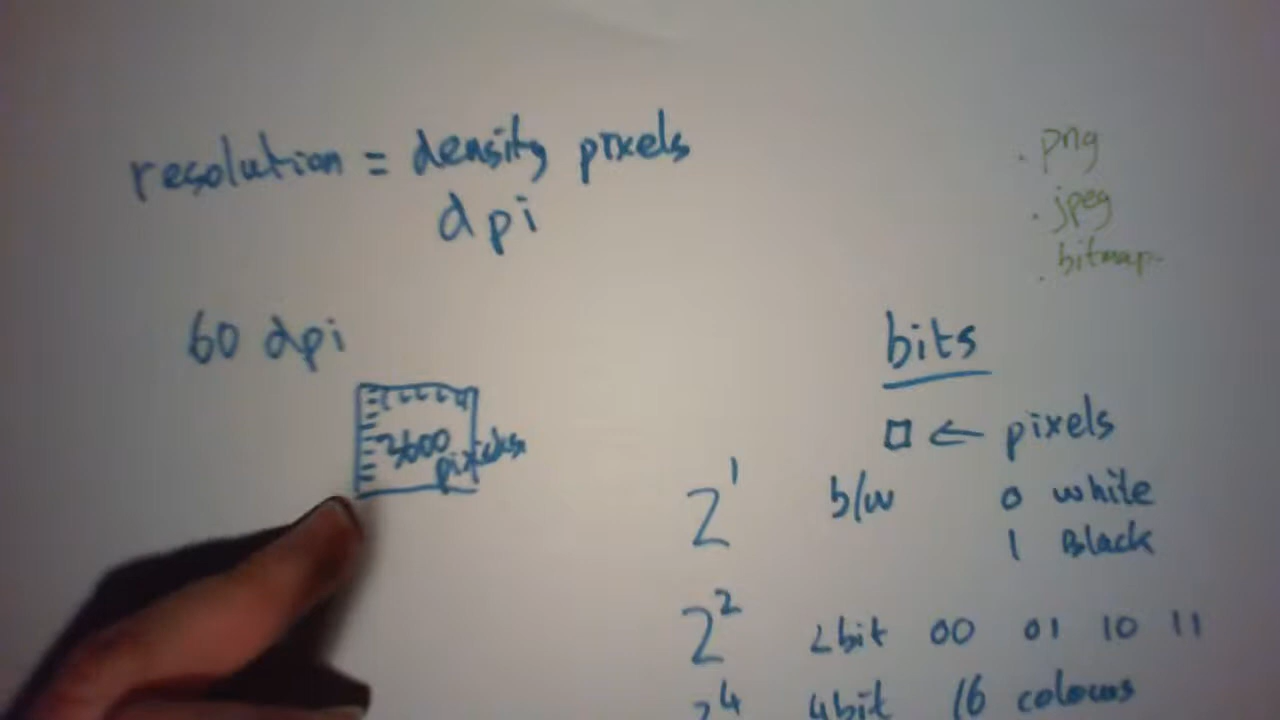 resolution = density pixels
dpi
.png
.jpeg
.bitmap
60 dpi
3600
pixels
bits
← pixels
2¹ b/w 0 white
1 Black
2² 2bit 00 01 10 11
2⁴ 4bit 16 colours